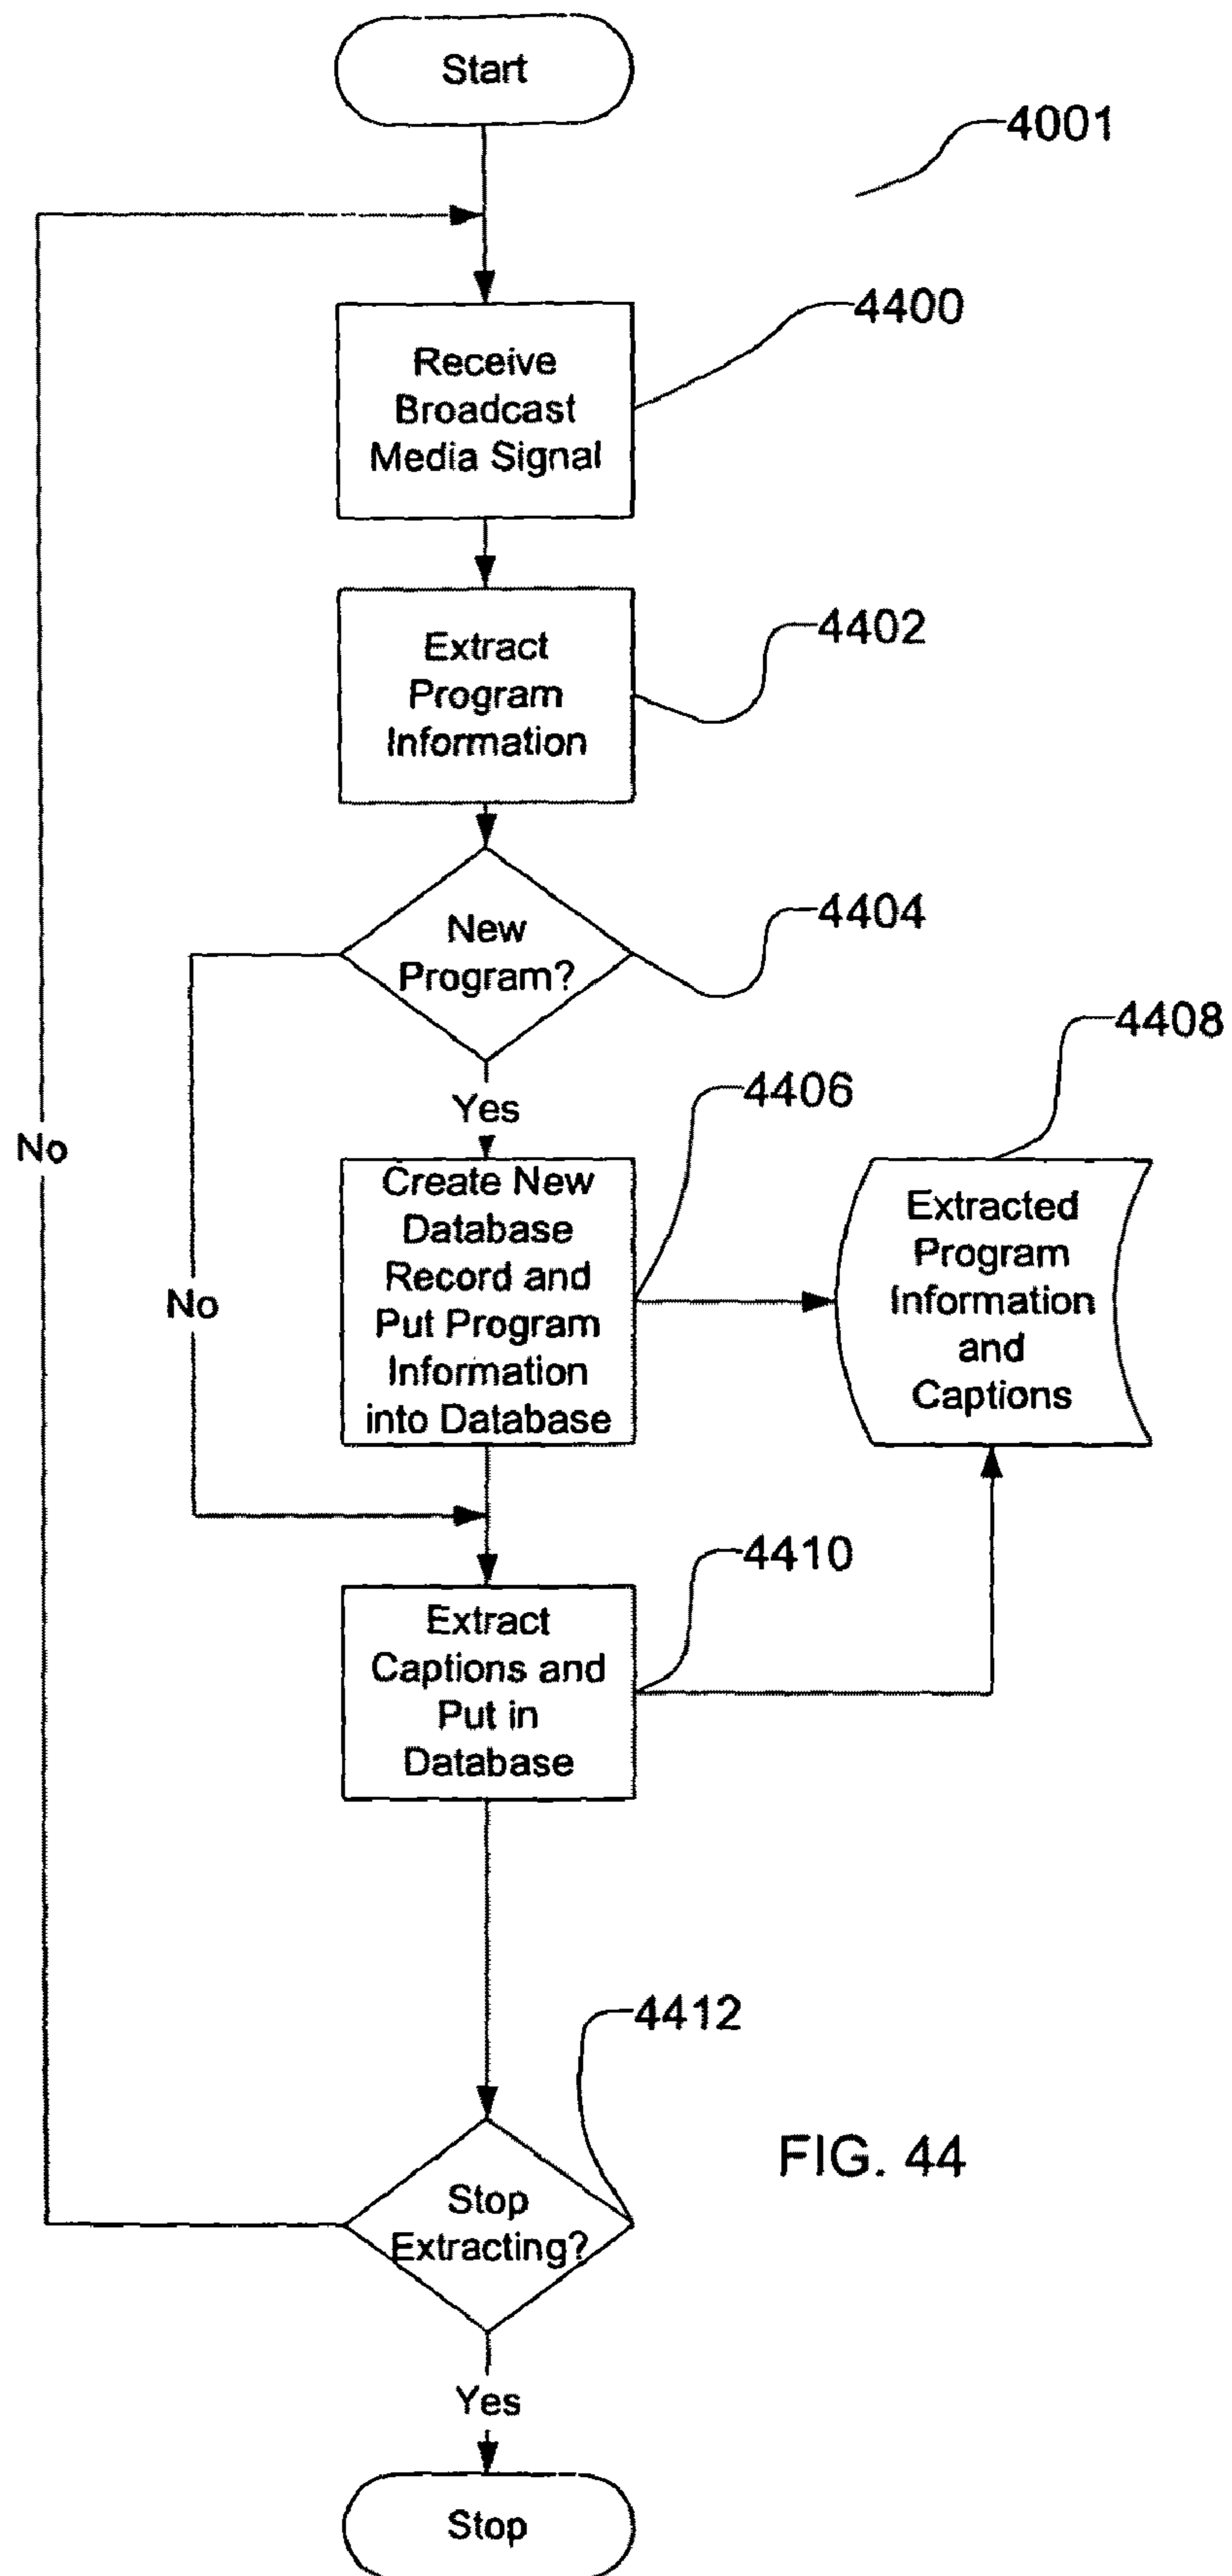 Start
4001
4400
Receive
Broadcast
Media Signal
4402
Extract
Program
Information
4404
New
Program?
4408
4406
Yes
No
Create New
Database
Record and
Put Program
Information
into Database
Extracted
Program
Information
and
Captions
No
4410
Extract
Captions and
Put in
Database
4412
FIG. 44
Stop
Extracting?
Yes
Stop